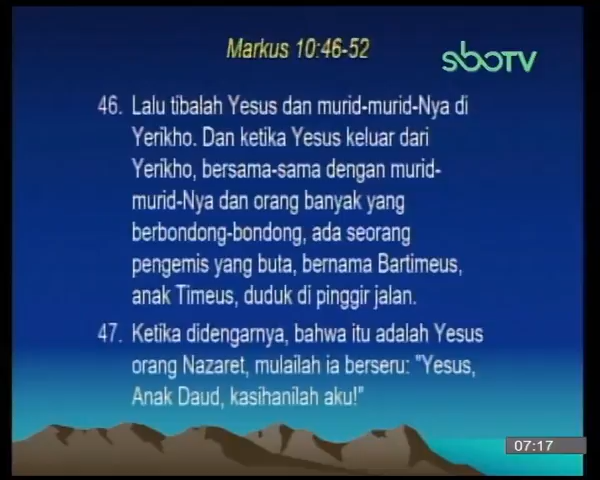 Markus 10:46-52
sboTV
46. Lalu tibalah Yesus dan murid-murid-Nya di
Yerikho. Dan ketika Yesus keluar dari
Yerikho, bersama-sama dengan murid-
murid-Nya dan orang banyak yang
berbondong-bondong, ada seorang
pengemis yang buta, bernama Bartimeus,
anak Timeus, duduk di pinggir jalan.
47. Ketika didengarnya, bahwa itu adalah Yesus
orang Nazaret, mulailah ia berseru: "Yesus,
Anak Daud, kasihanilah aku!"
07:17